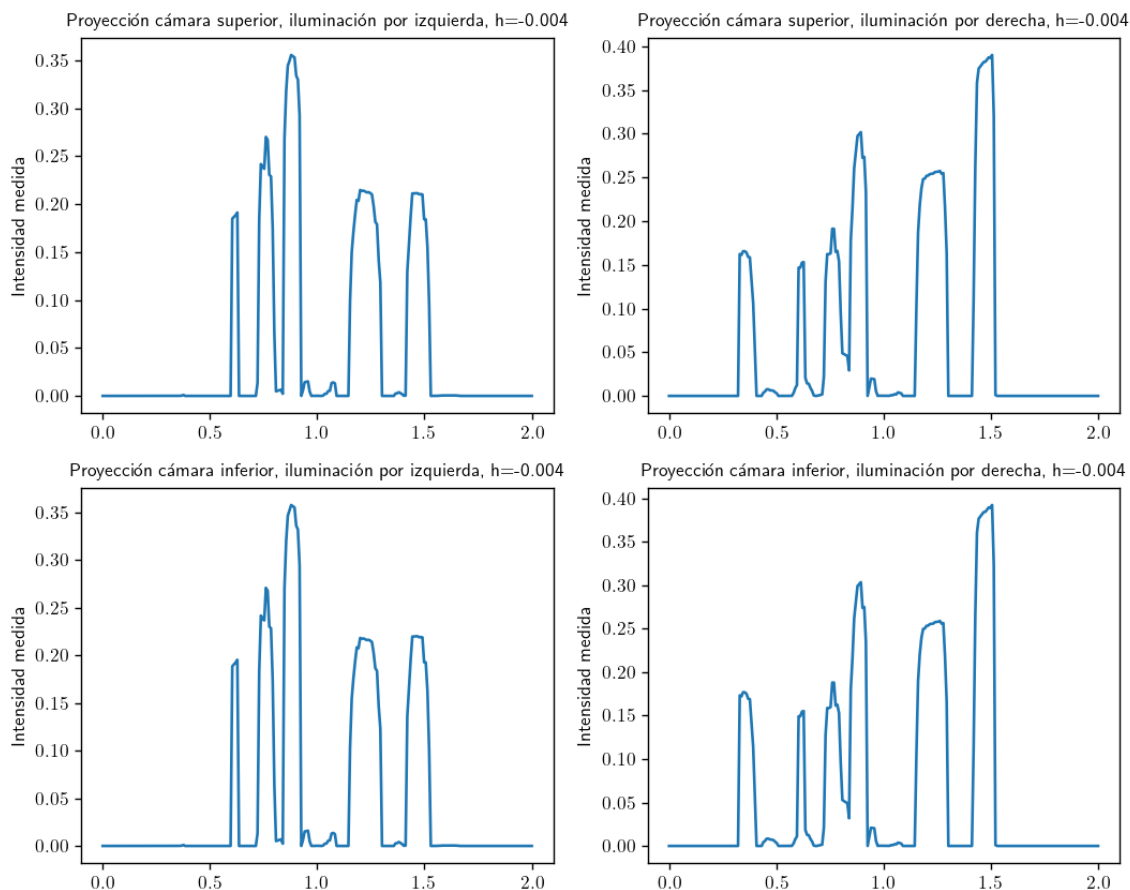 Proyección cámara superior, iluminación por izquierda, h=-0.004
Intensidad medida
0.35
0.30
0.25
0.20
0.15
0.10
0.05
0.00
0.0 0.5 1.0 1.5 2.0
Proyección cámara superior, iluminación por derecha, h=-0.004
Intensidad medida
0.40
0.35
0.30
0.25
0.20
0.15
0.10
0.05
0.00
0.0 0.5 1.0 1.5 2.0
Proyección cámara inferior, iluminación por izquierda, h=-0.004
Intensidad medida
0.35
0.30
0.25
0.20
0.15
0.10
0.05
0.00
0.0 0.5 1.0 1.5 2.0
Proyección cámara inferior, iluminación por derecha, h=-0.004
Intensidad medida
0.40
0.35
0.30
0.25
0.20
0.15
0.10
0.05
0.00
0.0 0.5 1.0 1.5 2.0